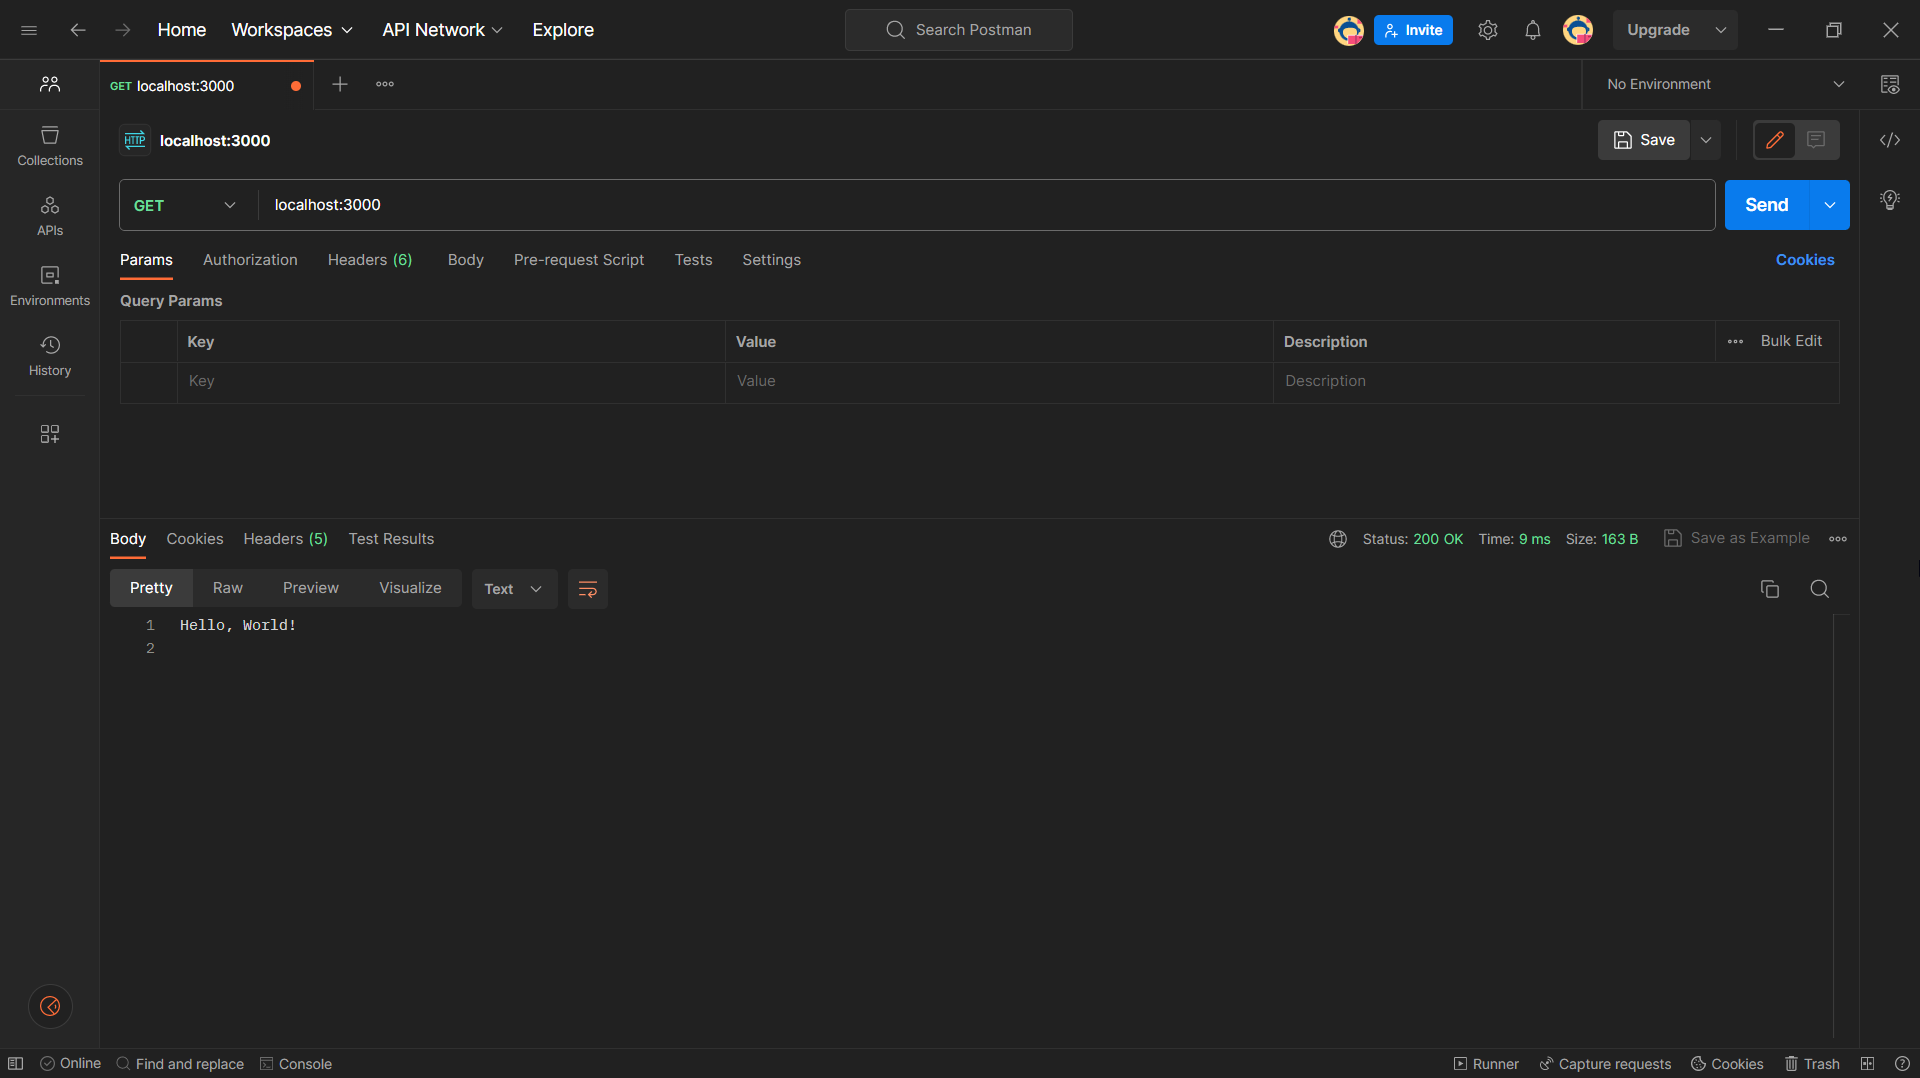 Home Workspaces API Network Explore Search Postman Invite Upgrade
GET localhost:3000 No Environment
HTTP localhost:3000 Save
Collections
GET localhost:3000 Send
APIs
Params Authorization Headers (6) Body Pre-request Script Tests Settings Cookies
Environments
Query Params
Key Value Description Bulk Edit
History
Key Value Description
Body Cookies Headers (5) Test Results Status: 200 OK Time: 9 ms Size: 163 B Save as Example
Pretty Raw Preview Visualize Text
1 Hello, World!
2
Online Find and replace Console Runner Capture requests Cookies Trash